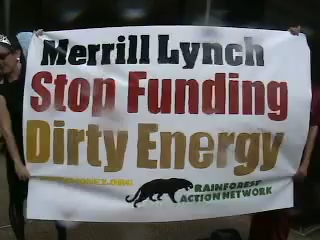 Merrill Lynch
Stop Funding
Dirty Energy
RAINFOREST
ACTION NETWORK